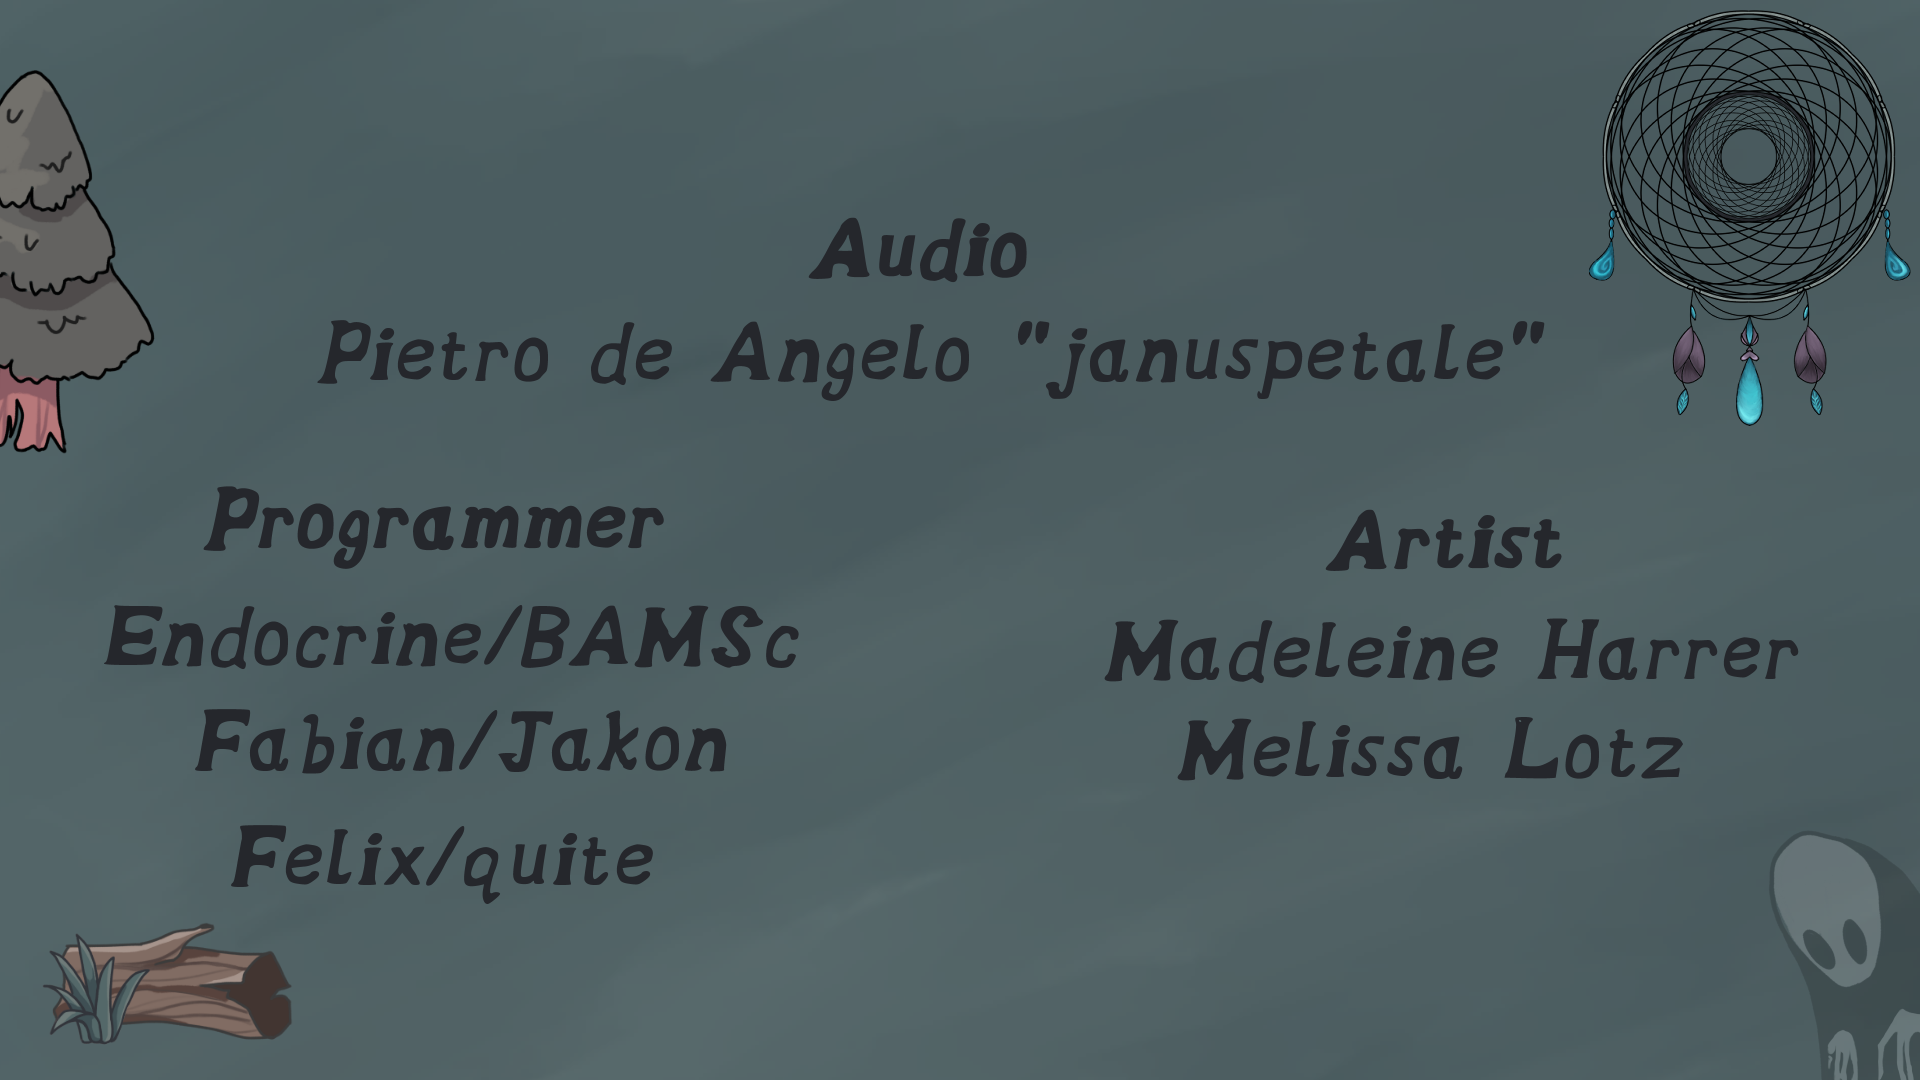 Audio
Pietro de Angelo "januspetale"
Programmer
Endocrine/BAMSc
Fabian/Jakon
Felix/quite
Artist
Madeleine Harrer
Melissa Lotz